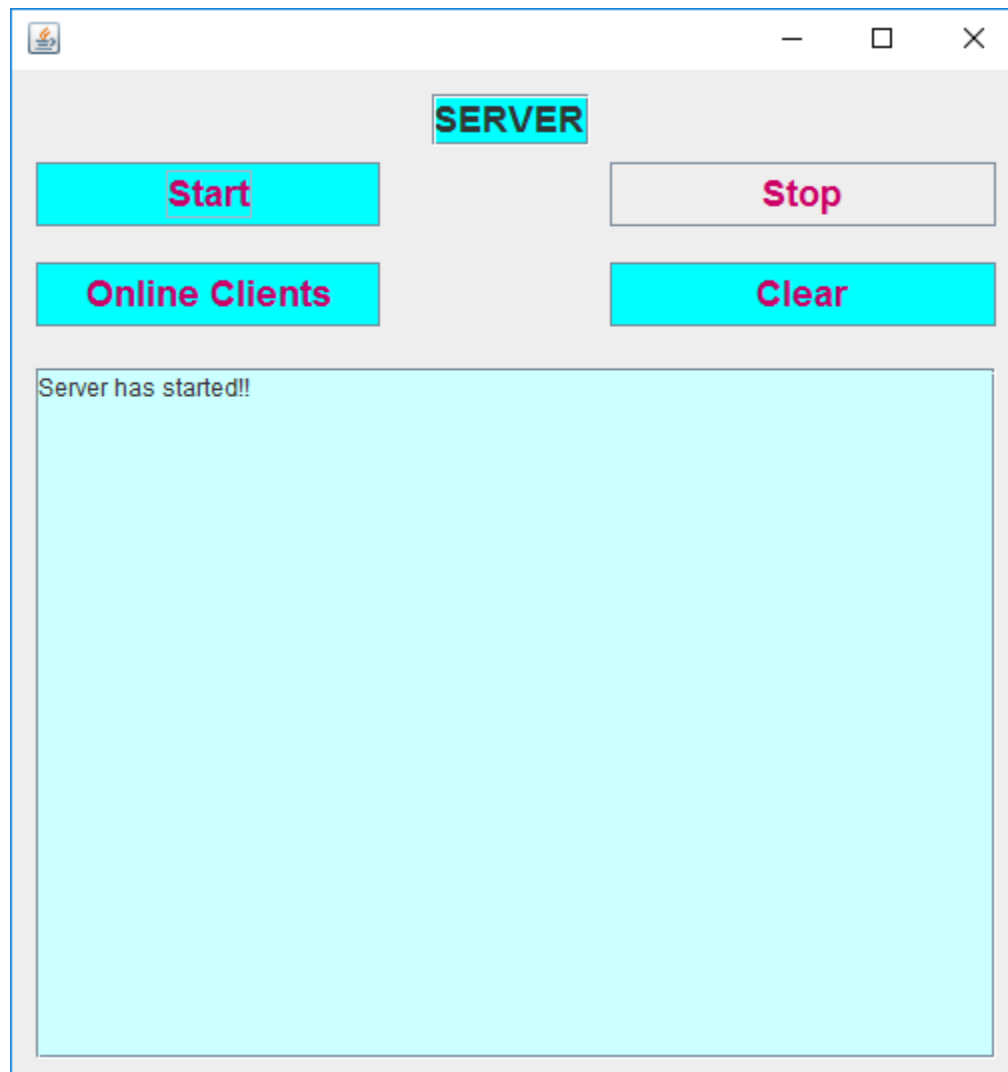 SERVER
Start
Stop
Online Clients
Clear
Server has started!!